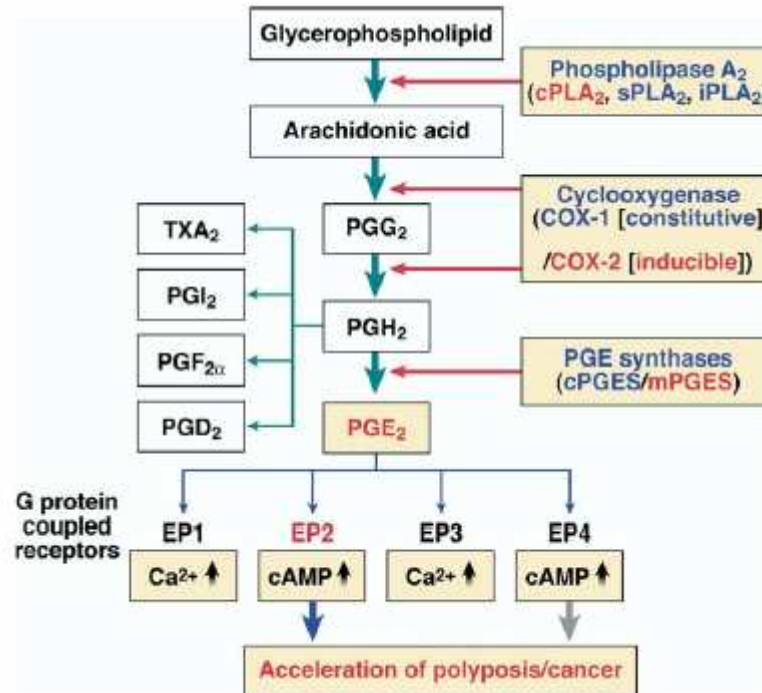 Glycerophospholipid
Phospholipase A₂
(cPLA₂, sPLA₂, iPLA₂)
Arachidonic acid
Cyclooxygenase
(COX-1 [constitutive]
/COX-2 [inducible])
TXA₂
PGG₂
PGI₂
PGH₂
PGF₂α
PGE synthases
(cPGES/mPGES)
PGD₂
PGE₂
G protein
coupled
receptors
EP1
EP2
EP3
EP4
Ca²⁺
cAMP
Ca²⁺
cAMP
Acceleration of polyposis/cancer